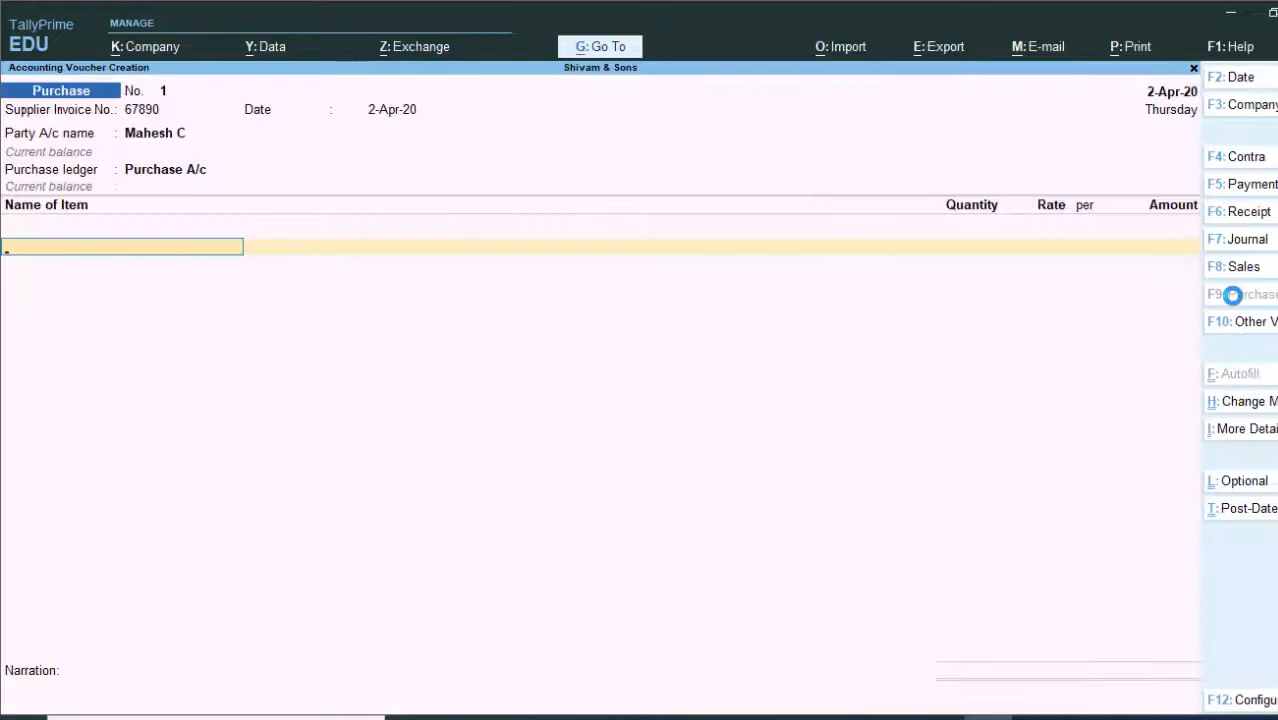 TallyPrime
EDU
MANAGE
K: Company Y: Data Z: Exchange G: Go To O: Import E: Export M: E-mail P: Print F1: Help
Accounting Voucher Creation Shivam & Sons
Purchase No. 1 2-Apr-20
Supplier Invoice No.: 67890 Date : 2-Apr-20 Thursday
Party A/c name : Mahesh C
Current balance :
Purchase ledger : Purchase A/c
Current balance :
Name of Item Quantity Rate per Amount
Narration:
F2: Date
F3: Company
F4: Contra
F5: Payment
F6: Receipt
F7: Journal
F8: Sales
F9: Purchase
F10: Other V
F: Autofill
H: Change M
I: More Detai
L: Optional
T: Post-Date
F12: Configu